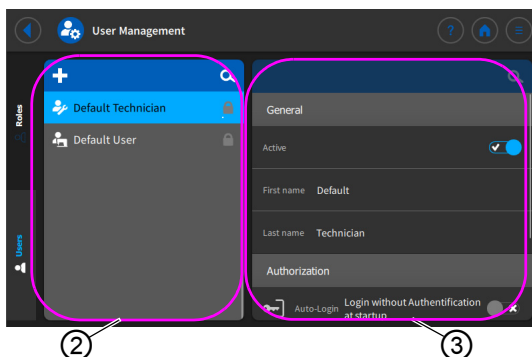 User Management
?
Roles
Users
Default Technician
Default User
General
Active
First name Default
Last name Technician
Authorization
Auto-Login Login without Authentification
at startup
2
3